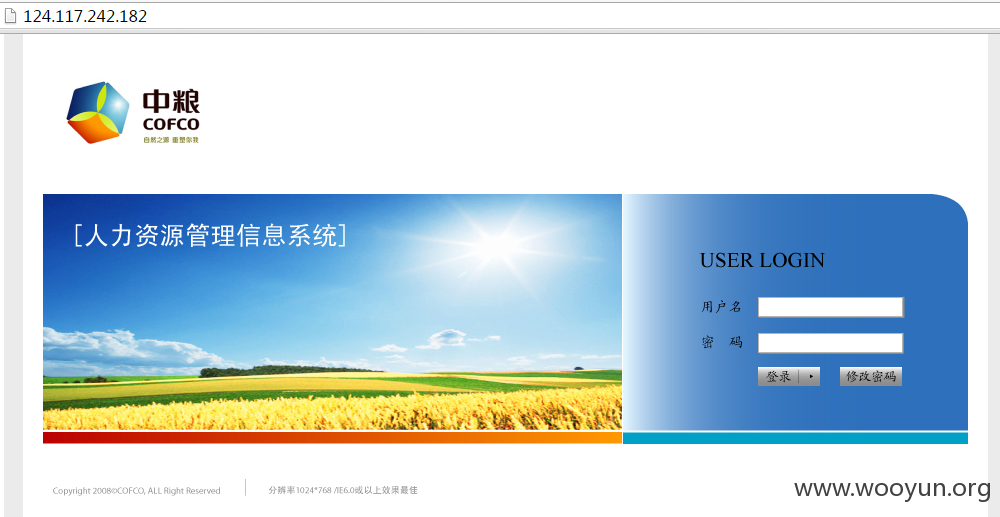 124.117.242.182
中粮
COFCO
自然之源 重塑你我
[人力资源管理信息系统]
USER LOGIN
用户名
密 码
登录
修改密码
Copyright 2008©COFCO, ALL Right Reserved
分辨率1024*768 /IE6.0或以上效果最佳
www.wooyun.org